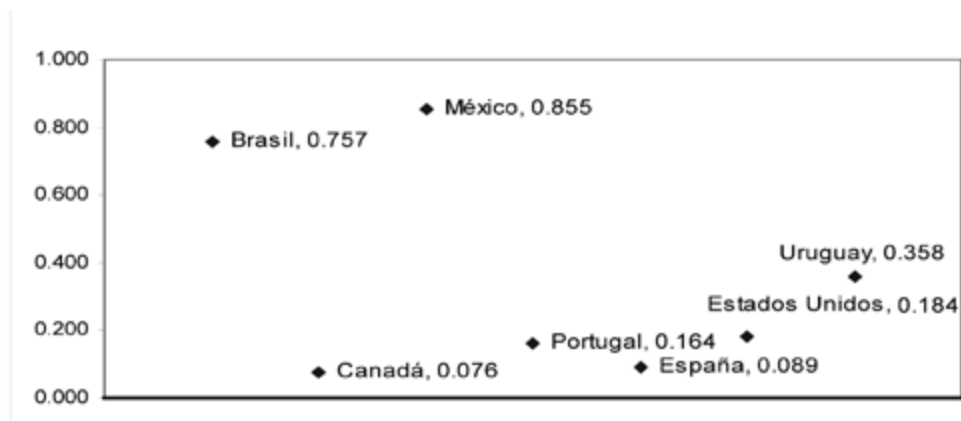 1.000
México, 0.855
0.800
Brasil, 0.757
0.600
0.400
Uruguay, 0.358
Estados Unidos, 0.184
0.200
Portugal, 0.164
España, 0.089
Canadá, 0.076
0.000